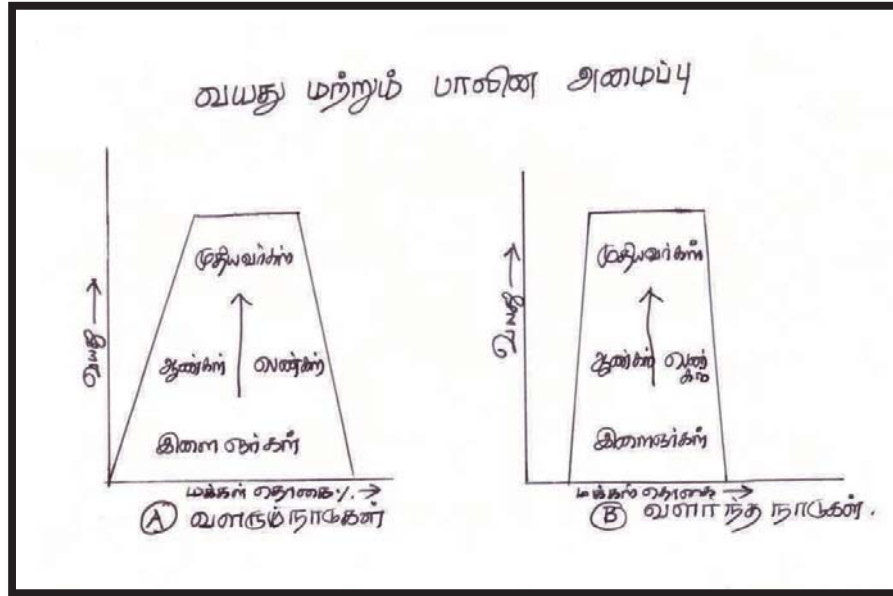 வயது மற்றும் பாலின அமைப்பு
வயது →
முதியவர்கள்
ஆண்கள் பெண்கள்
இளைஞர்கள்
மக்கள் தொகை % →
A வளரும் நாடுகள்
வயது →
முதியவர்கள்
ஆண்கள் பெண்
கள்
இளைஞர்கள்
மக்கள் தொகை →
B வளர்ந்த நாடுகள்.